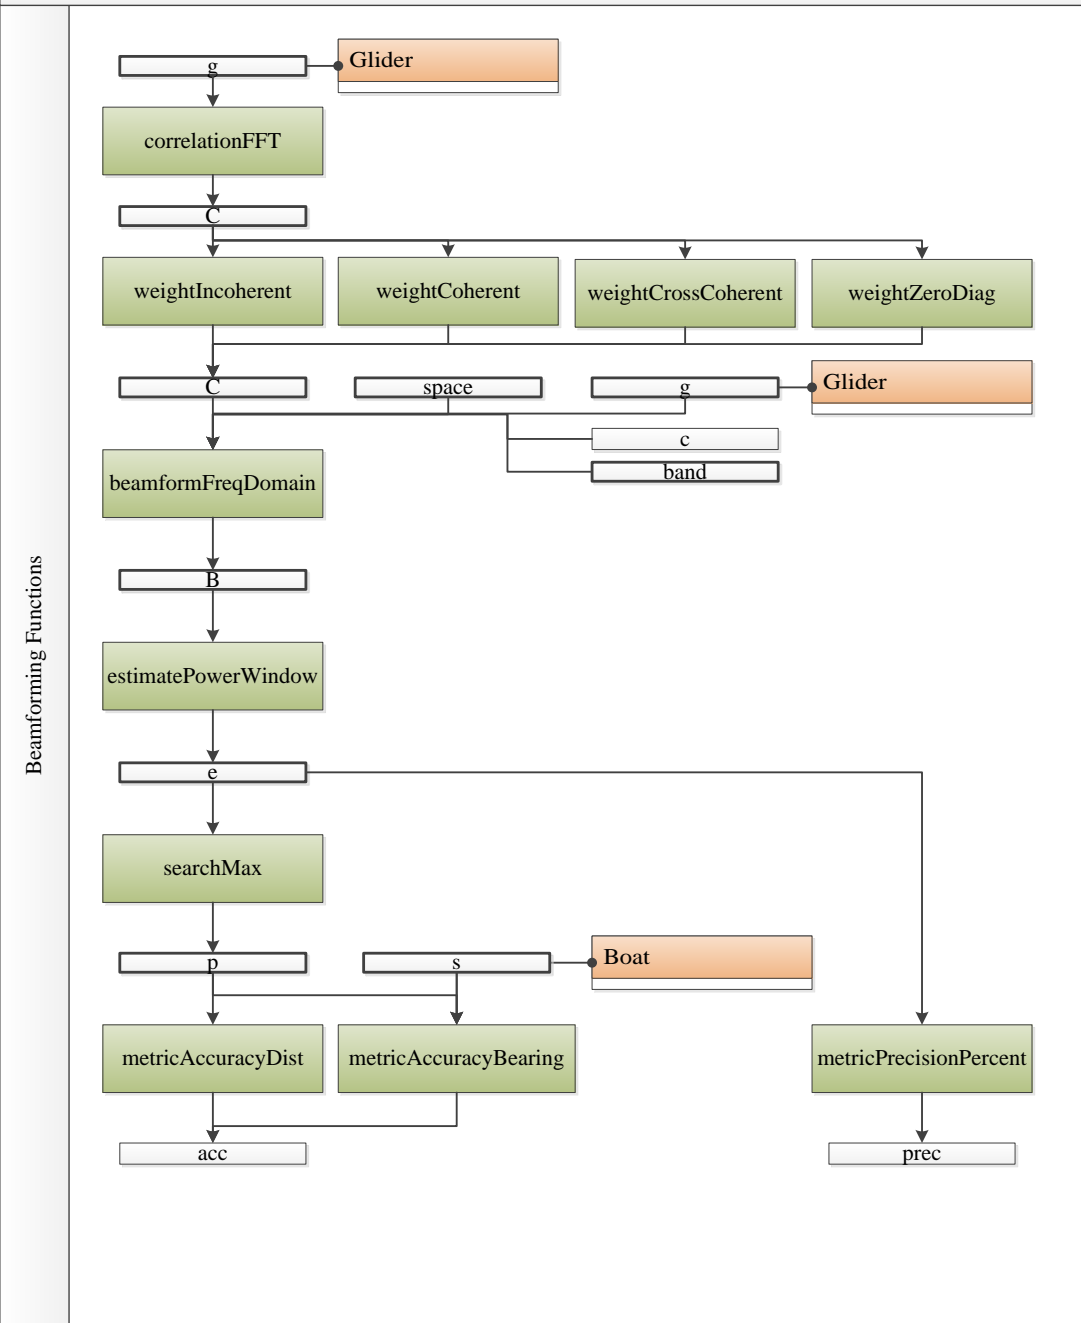 Beamforming Functions
g
Glider
correlationFFT
C
weightIncoherent
weightCoherent
weightCrossCoherent
weightZeroDiag
C
space
g
Glider
c
band
beamformFreqDomain
B
estimatePowerWindow
e
searchMax
p
s
Boat
metricAccuracyDist
metricAccuracyBearing
metricPrecisionPercent
acc
prec